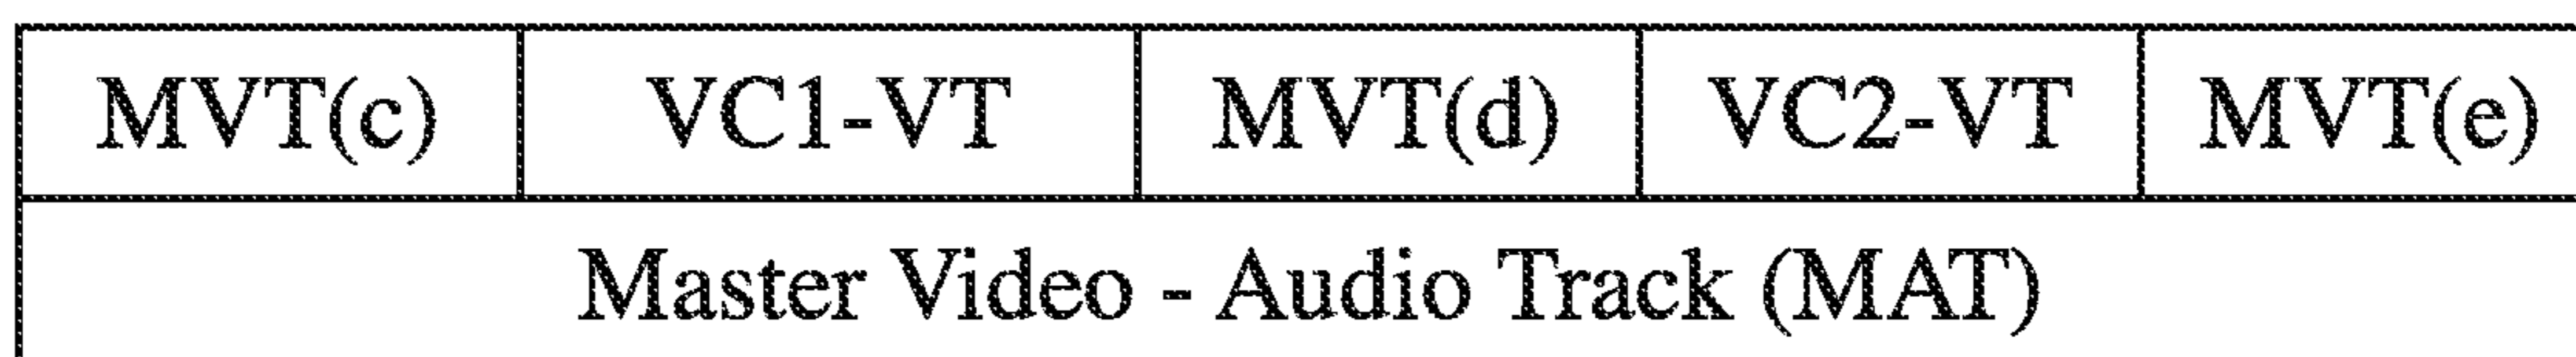 MVT(c) VC1-VT MVT(d) VC2-VT MVT(e)
Master Video - Audio Track (MAT)